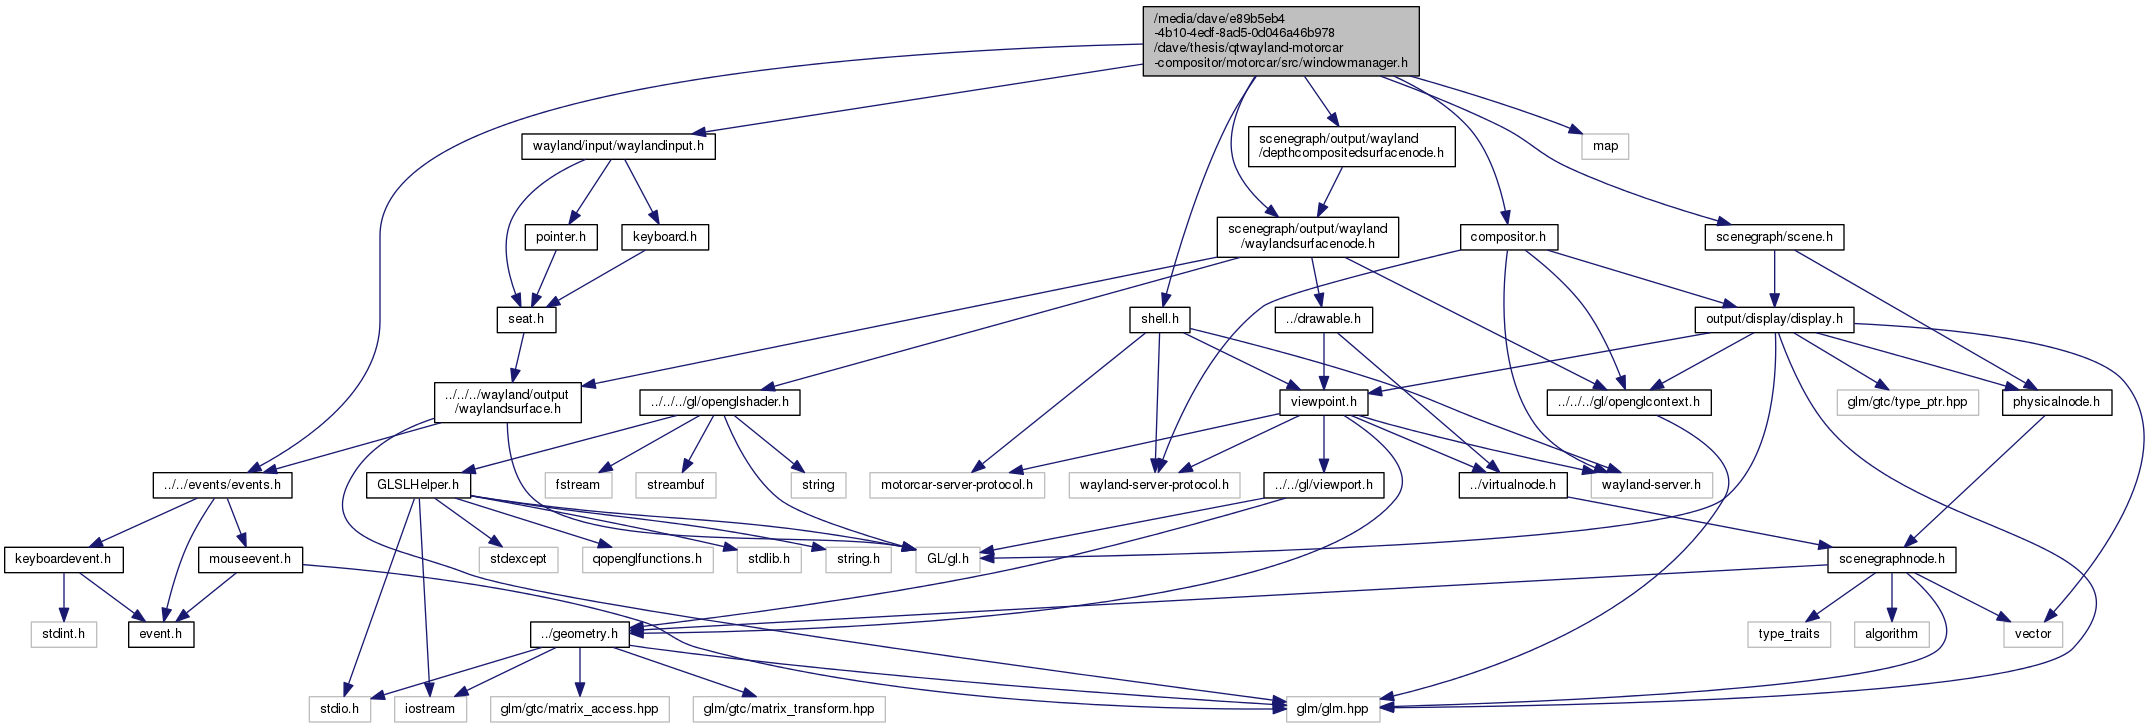 /media/dave/e89b5eb4
-4b10-4edf-8ad5-0d046a46b978
/dave/thesis/qtwayland-motorcar
-compositor/motorcar/src/windowmanager.h
wayland/input/waylandinput.h
scenegraph/output/wayland
/depthcompositedsurfacenode.h
map
pointer.h
keyboard.h
scenegraph/output/wayland
/waylandsurfacenode.h
compositor.h
scenegraph/scene.h
seat.h
shell.h
../drawable.h
output/display/display.h
../../../wayland/output
/waylandsurface.h
../../../gl/openglshader.h
viewpoint.h
../../../gl/openglcontext.h
glm/gtc/type_ptr.hpp
physicalnode.h
../../events/events.h
GLSLHelper.h
fstream
streambuf
string
motorcar-server-protocol.h
wayland-server-protocol.h
../../gl/viewport.h
../virtualnode.h
wayland-server.h
keyboardevent.h
mouseevent.h
stdexcept
qopenglfunctions.h
stdlib.h
string.h
GL/gl.h
scenegraphnode.h
stdint.h
event.h
../geometry.h
type_traits
algorithm
vector
stdio.h
iostream
glm/gtc/matrix_access.hpp
glm/gtc/matrix_transform.hpp
glm/glm.hpp